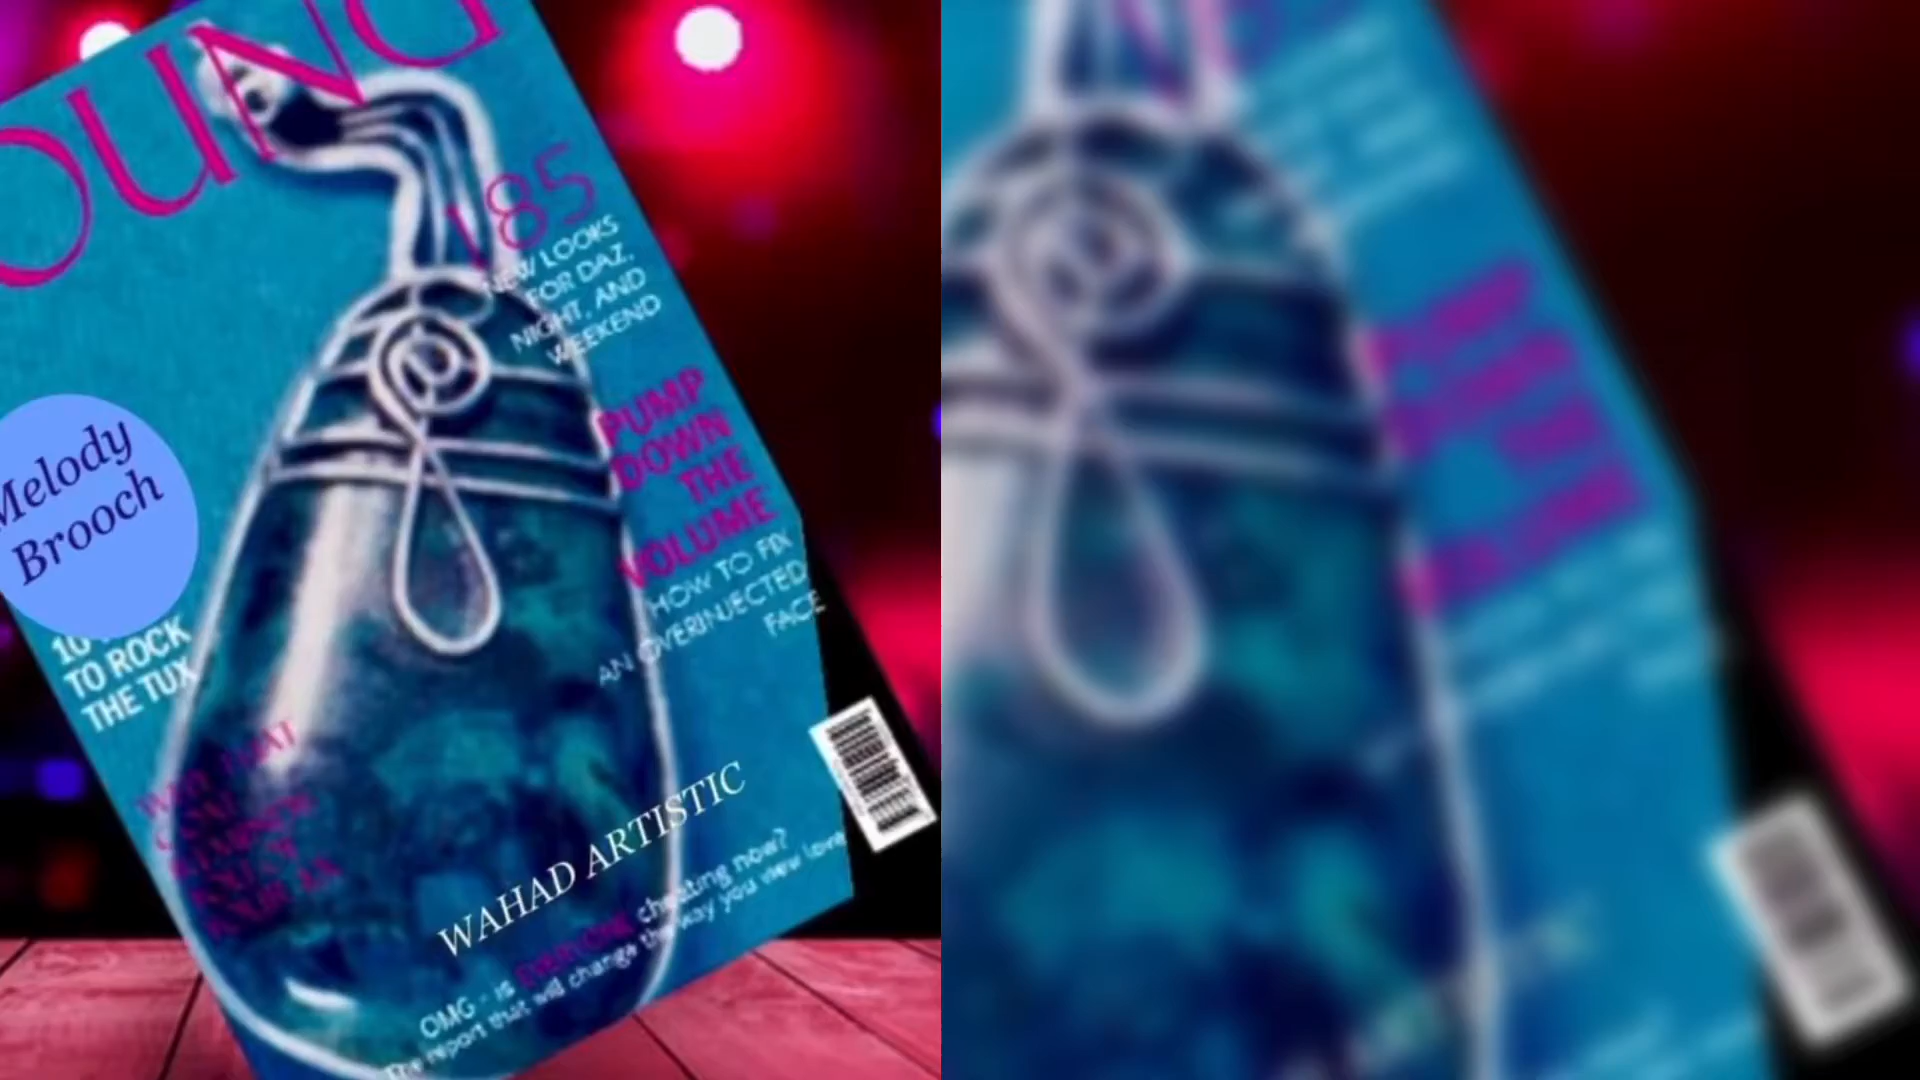 OUNG
185
NEW LOOKS
FOR DAZ,
NIGHT, AND
WEEKEND
PUMP
DOWN
THE
VOLUME
HOW TO FIX
AN OVERINJECTED
FACE
Melody
Brooch
10
TO ROCK
THE TUX
WAHAD ARTISTIC
OMG - is EVERYONE cheating now?
The report that will change the way you view love